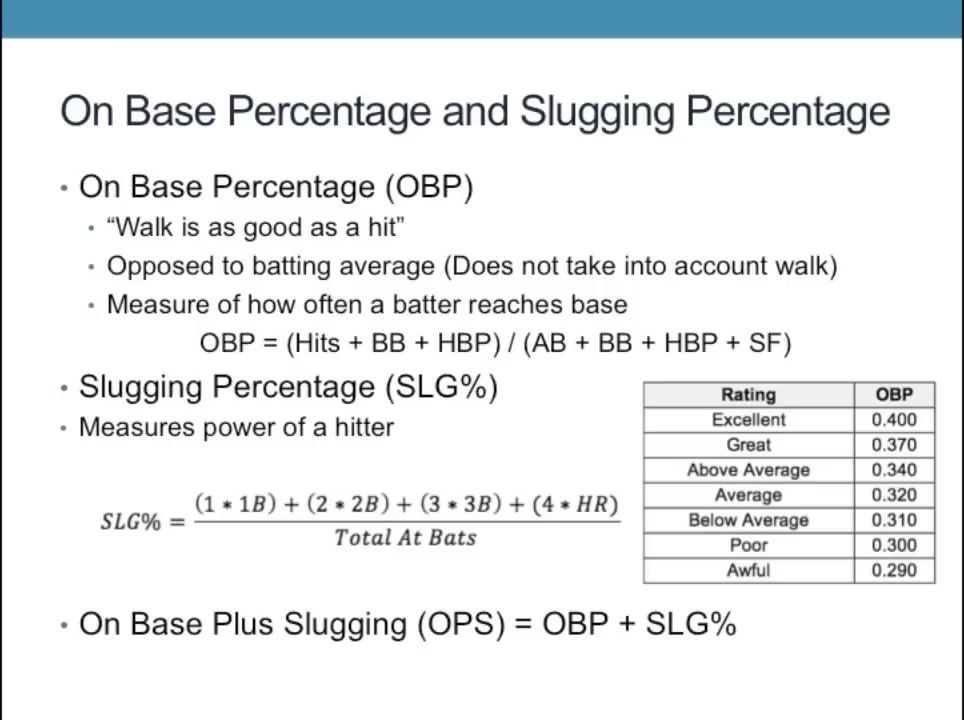 On Base Percentage and Slugging Percentage
• On Base Percentage (OBP)
• “Walk is as good as a hit”
• Opposed to batting average (Does not take into account walk)
• Measure of how often a batter reaches base
OBP = (Hits + BB + HBP) / (AB + BB + HBP + SF)
• Slugging Percentage (SLG%)
• Measures power of a hitter
SLG% = (1 * 1B) + (2 * 2B) + (3 * 3B) + (4 * HR)
Total At Bats
Rating OBP
Excellent 0.400
Great 0.370
Above Average 0.340
Average 0.320
Below Average 0.310
Poor 0.300
Awful 0.290
• On Base Plus Slugging (OPS) = OBP + SLG%